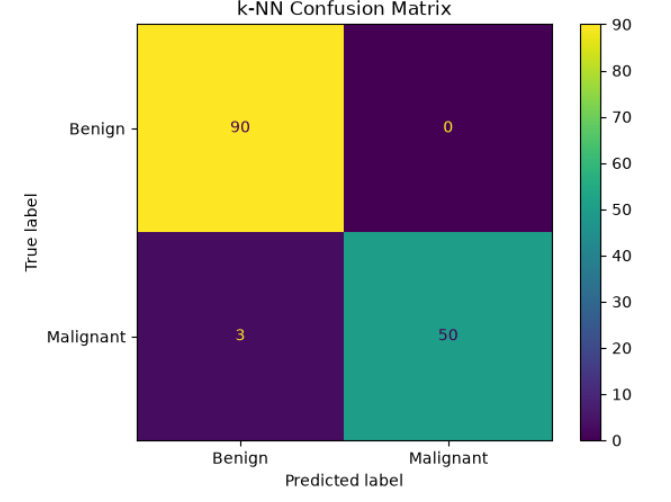 k-NN Confusion Matrix
Benign
90
0
Malignant
3
50
True label
Benign
Malignant
Predicted label
90
80
70
60
50
40
30
20
10
0